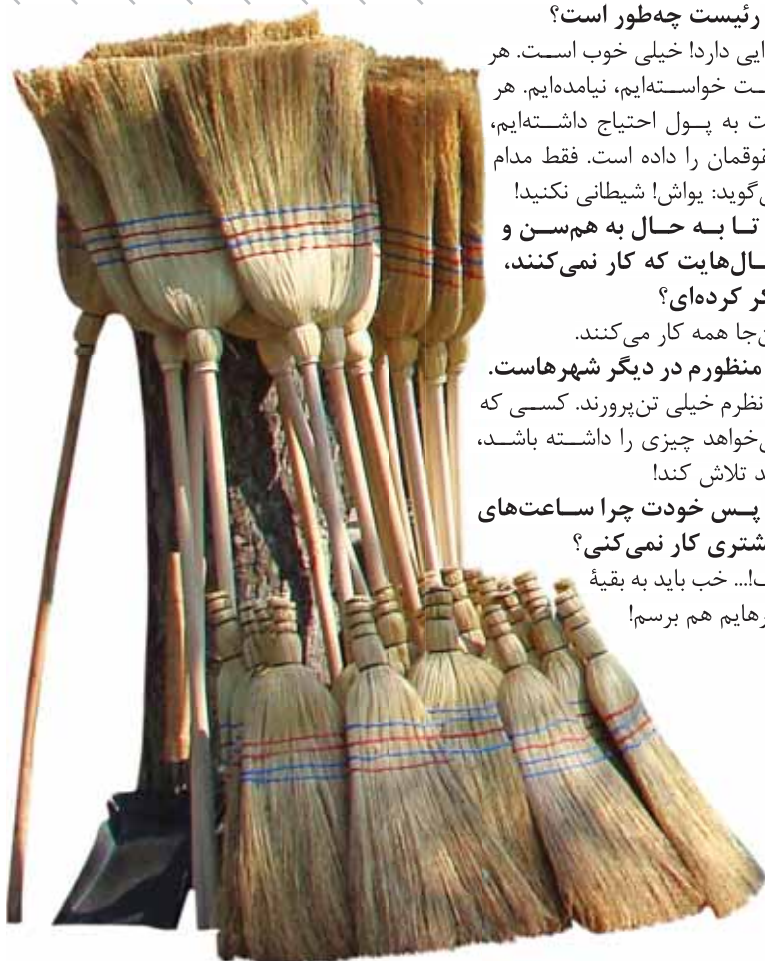 رئیست چه‌طور است؟
ایی دارد! خیلی خوب است. هر
ت خواسته‌ایم، نیامده‌ایم. هر
ت به پول احتیاج داشته‌ایم،
قوقمان را داده است. فقط مدام
ی‌گوید: یواش! شیطانی نکنید!
تا به حال به هم‌سن و
ال‌هایت که کار نمی‌کنند،
کر کرده‌ای؟
ن‌جا همه کار می‌کنند.
منظورم در دیگر شهرهاست.
نظرم خیلی تن‌پرورند. کسی که
ی‌خواهد چیزی را داشته باشد،
د تلاش کند!
پس خودت چرا ساعت‌های
شتری کار نمی‌کنی؟
ف!... خب باید به بقیهٔ
رهایم هم برسم!